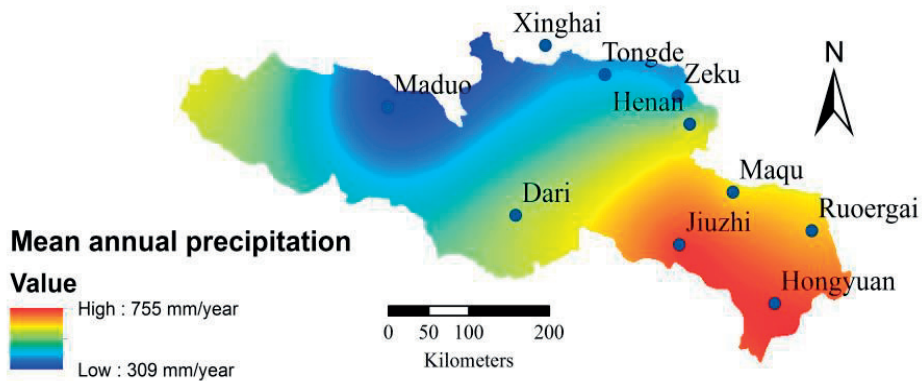 Xinghai
Tongde
Zeku
Henan
Maduo
N
Maqu
Ruoergai
Dari
Jiuzhi
Hongyuan
Mean annual precipitation
Value
High : 755 mm/year
Low : 309 mm/year
0 50 100 200
Kilometers